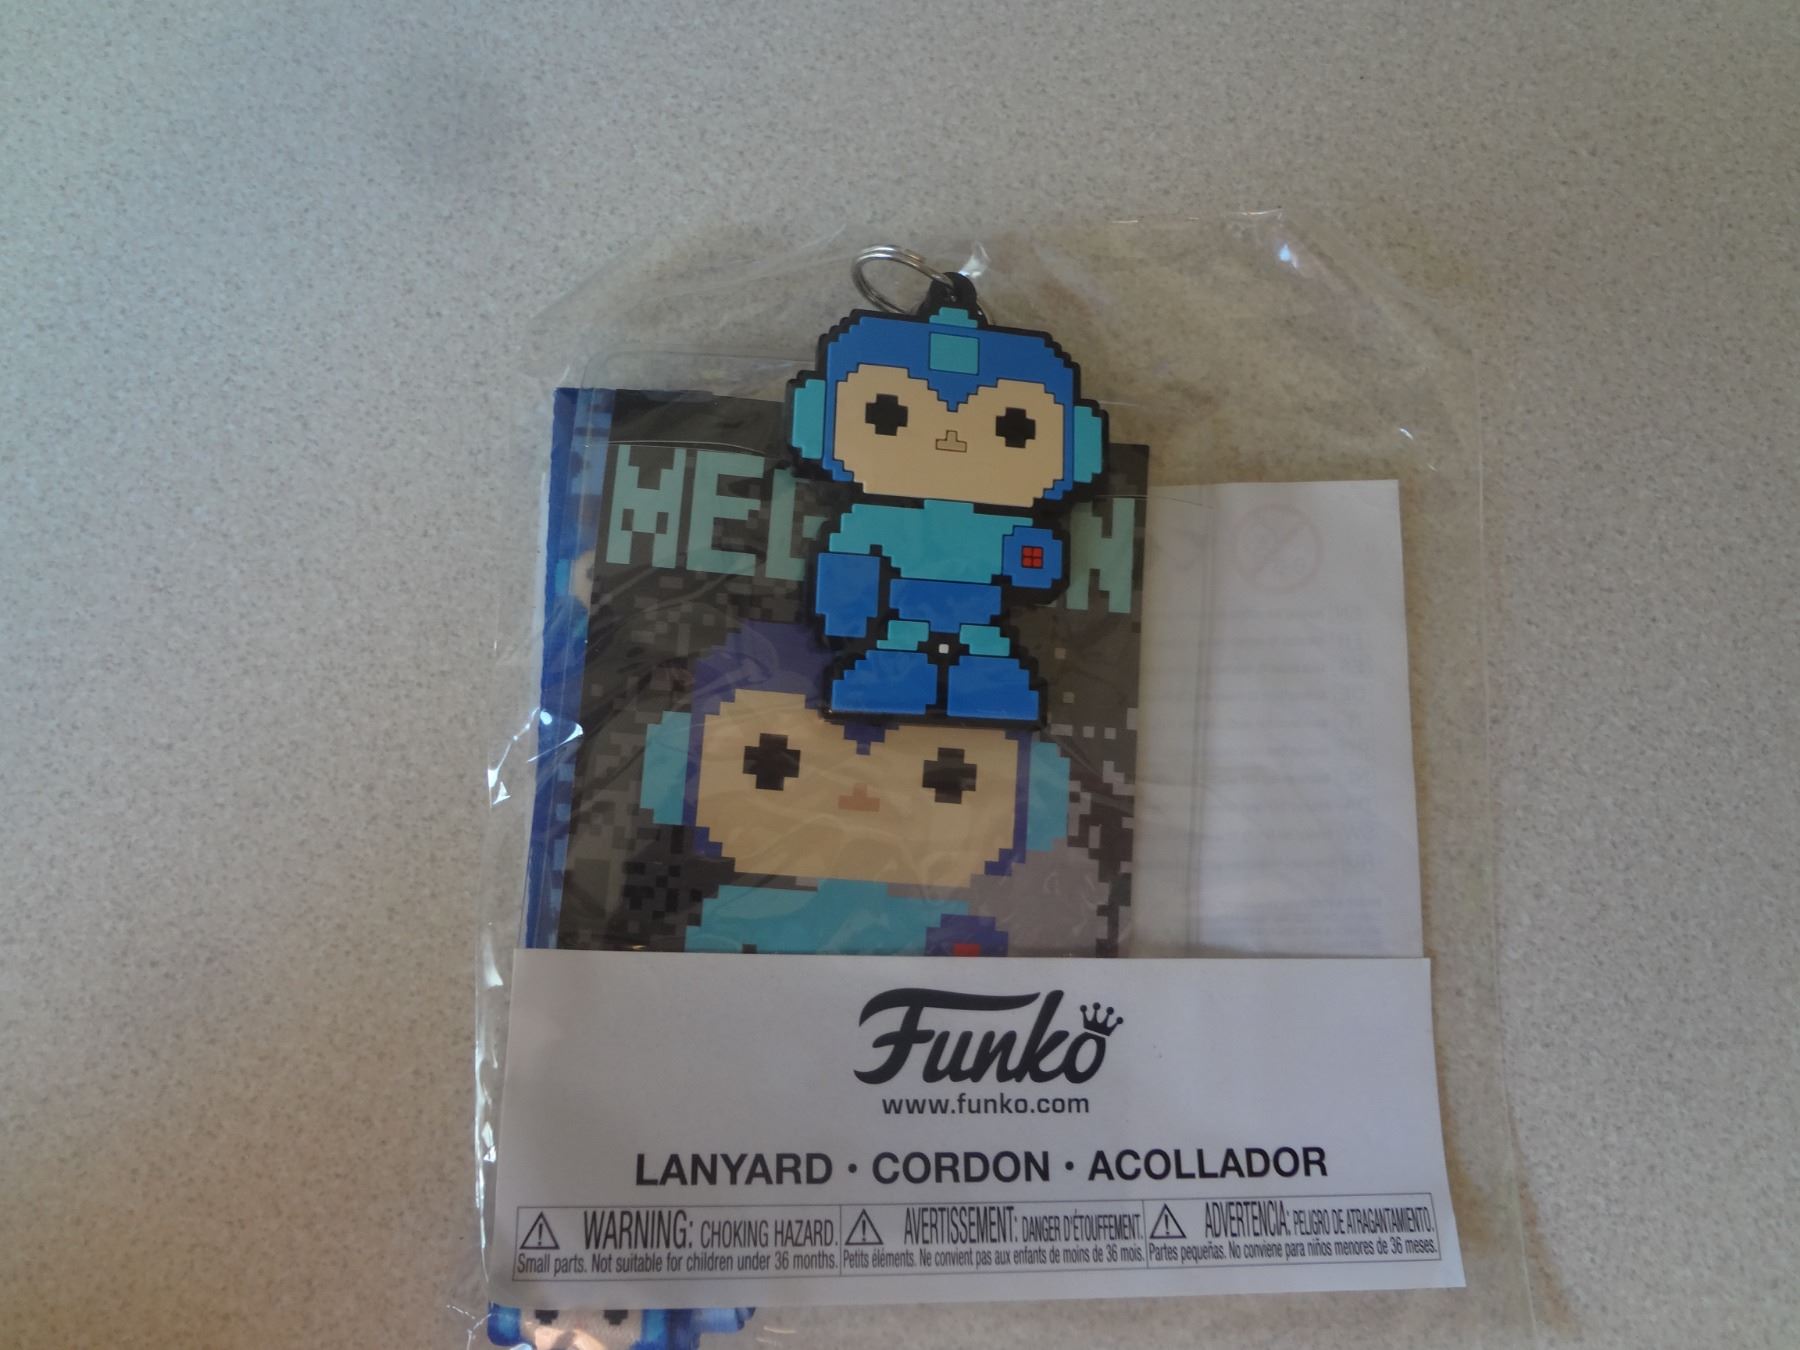 Funko
www.funko.com
LANYARD · CORDON · ACOLLADOR
WARNING: CHOKING HAZARD.
Small parts. Not suitable for children under 36 months.
AVERTISSEMENT: DANGER D'ÉTOUFFEMENT.
Petits éléments. Ne convient pas aux enfants de moins de 36 mois.
ADVERTENCIA: PELIGRO DE ATRAGANTAMIENTO.
Partes pequeñas. No conviene para niños menores de 36 meses.